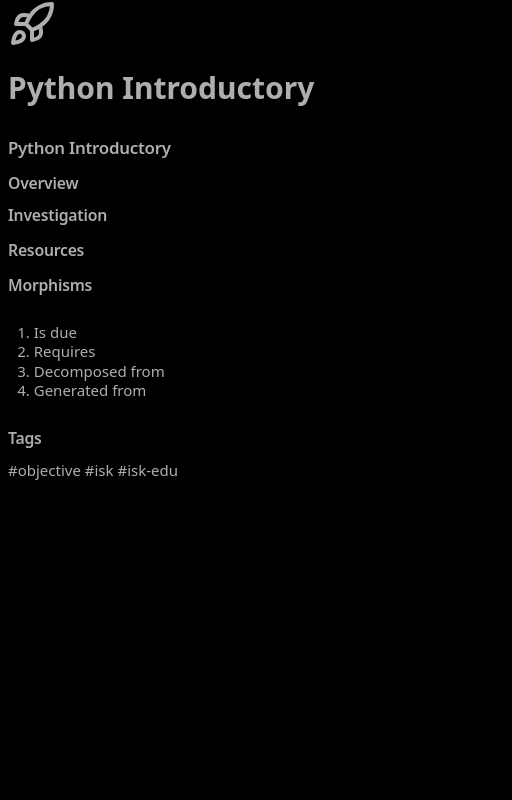 Python Introductory
Python Introductory
Overview
Investigation
Resources
Morphisms
1. Is due
2. Requires
3. Decomposed from
4. Generated from
Tags
#objective #isk #isk-edu